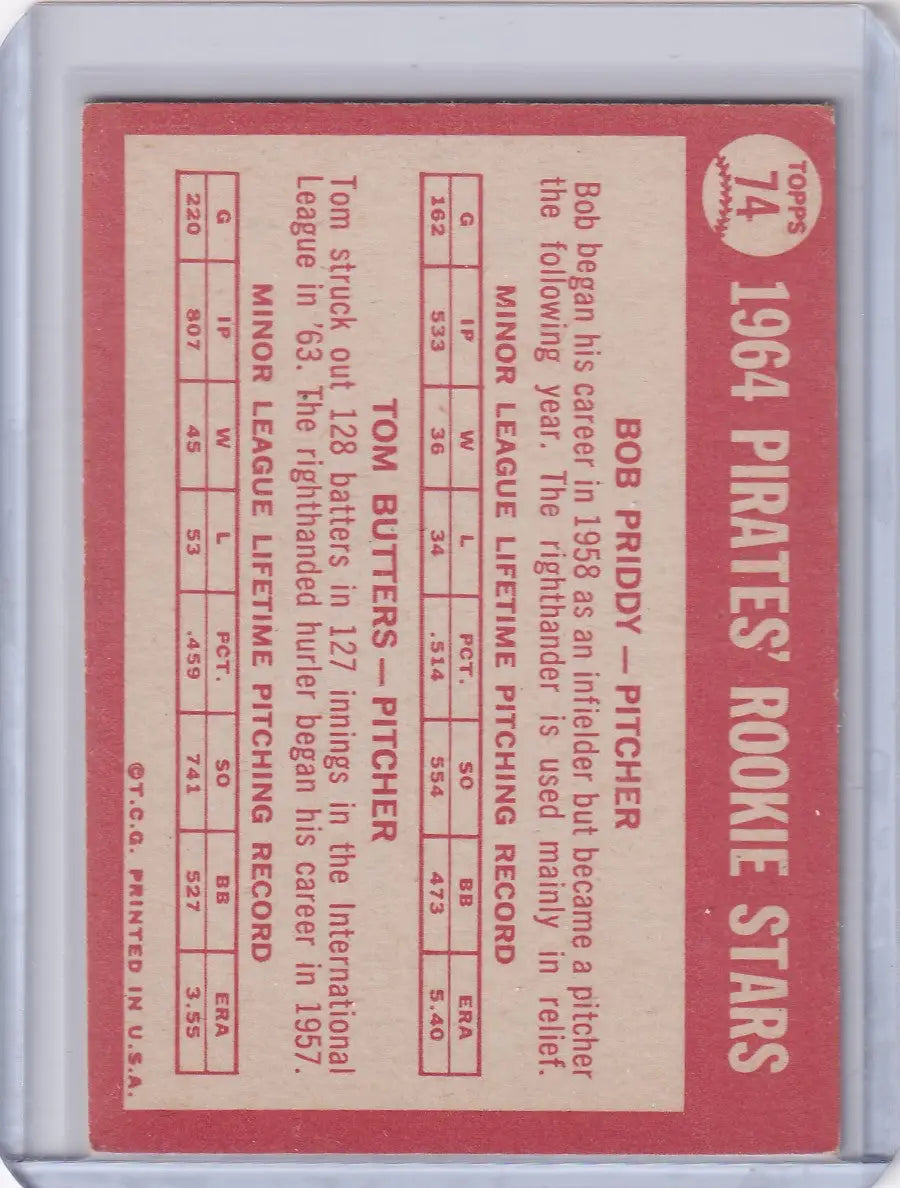 TOPPS
74
1964 PIRATES' ROOKIE STARS
BOB PRIDDY — PITCHER
Bob began his career in 1958 as an infielder but became a pitcher
the following year. The righthander is used mainly in relief.
MINOR LEAGUE LIFETIME PITCHING RECORD
G IP W L PCT. SO BB ERA
162 533 36 34 .514 554 473 5.40
TOM BUTTERS — PITCHER
Tom struck out 128 batters in 127 innings in the International
League in '63. The righthanded hurler began his career in 1957.
MINOR LEAGUE LIFETIME PITCHING RECORD
G IP W L PCT. SO BB ERA
220 807 45 53 .459 741 527 3.55
©T.C.G. PRINTED IN U.S.A.